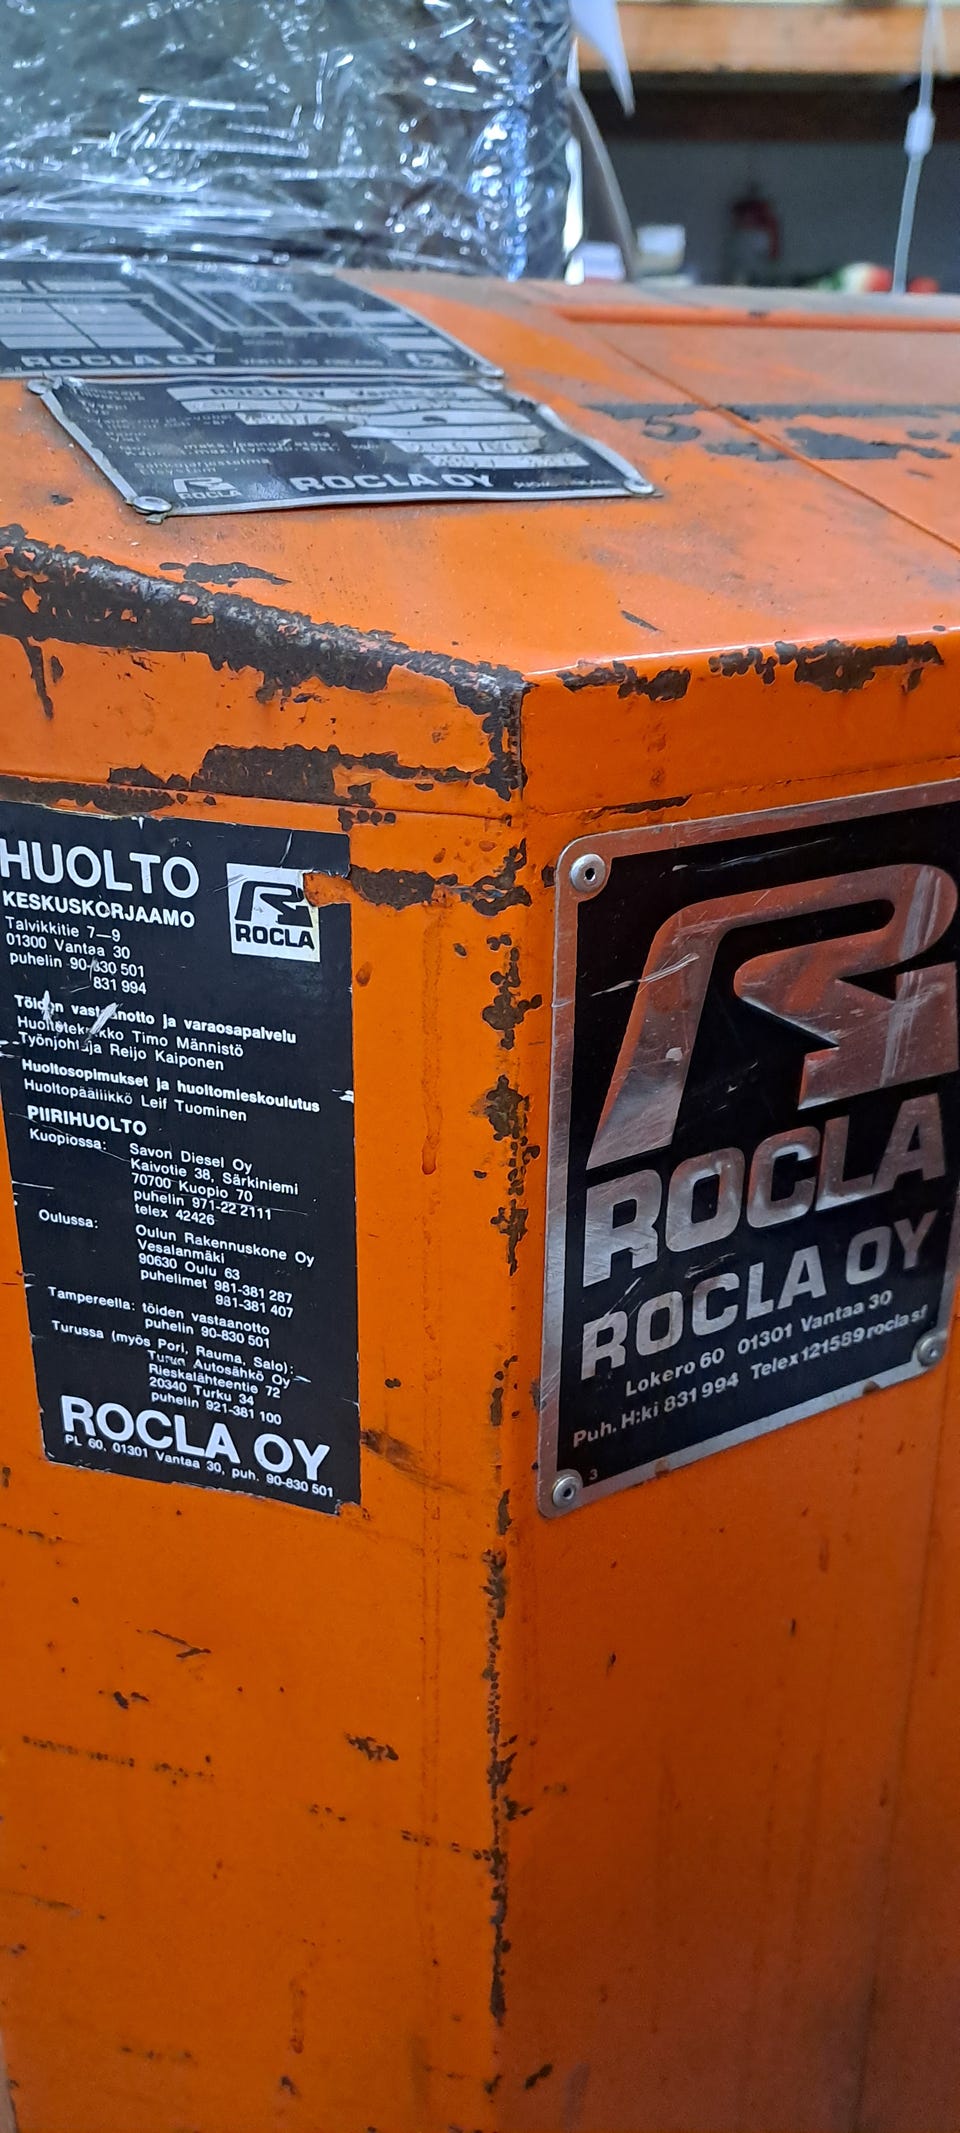 ROCLA OY
ROCLA OY
ROCLA
ROCLA OY
HUOLTO
KESKUSKORJAAMO
Talvikkitie 7—9
01300 Vantaa 30
puhelin 90-830 501
831 994
ROCLA
Töiden vastaanotto ja varaosapalvelu
Huoltoteknikko Timo Männistö
Työnjohtaja Reijo Kaiponen
Huoltosopimukset ja huoltomieskoulutus
Huoltopäällikkö Leif Tuominen
PIIRIHUOLTO
Kuopiossa: Savon Diesel Oy
Kaivotie 38, Särkiniemi
70700 Kuopio 70
puhelin 971-22 2111
telex 42426
Oulussa: Oulun Rakennuskone Oy
Vesalanmäki
90630 Oulu 63
puhelimet 981-381 287
981-381 407
Tampereella: töiden vastaanotto
puhelin 90-830 501
Turussa (myös Pori, Rauma, Salo):
Turun Autosähkö Oy
Rieskalähteentie 72
20340 Turku 34
puhelin 921-381 100
ROCLA OY
PL 60, 01301 Vantaa 30, puh. 90-830 501
ROCLA
ROCLA OY
Lokero 60 01301 Vantaa 30
Puh. H:ki 831 994 Telex 121589 rocla sf
3